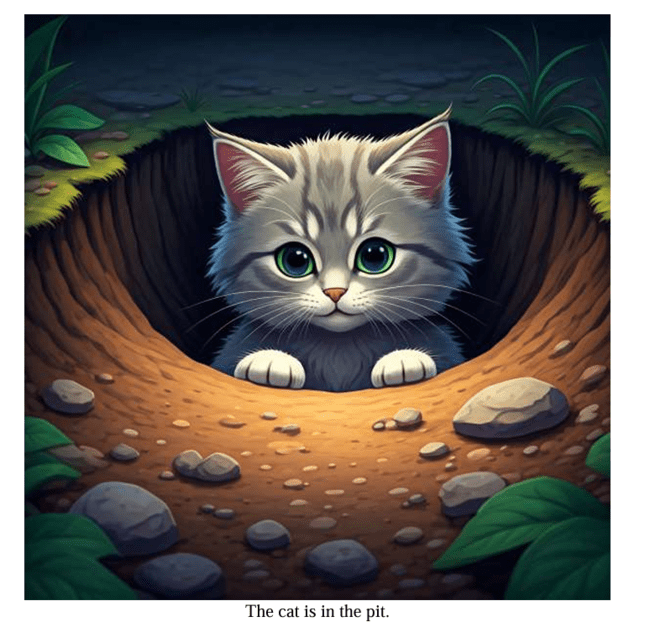 The cat is in the pit.